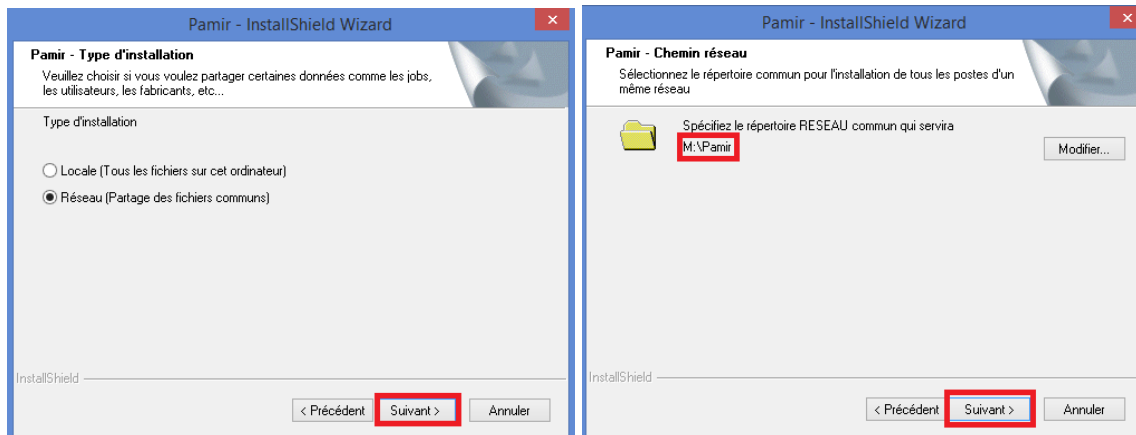 Pamir - InstallShield Wizard
Pamir - Type d'installation
Veuillez choisir si vous voulez partager certaines données comme les jobs,
les utilisateurs, les fabricants, etc...
Type d'installation
Locale (Tous les fichiers sur cet ordinateur)
Réseau (Partage des fichiers communs)
InstallShield
< Précédent
Suivant >
Annuler
Pamir - InstallShield Wizard
Pamir - Chemin réseau
Sélectionnez le répertoire commun pour l'installation de tous les postes d'un
même réseau
Spécifiez le répertoire RESEAU commun qui servira
M:\Pamir
Modifier...
InstallShield
< Précédent
Suivant >
Annuler